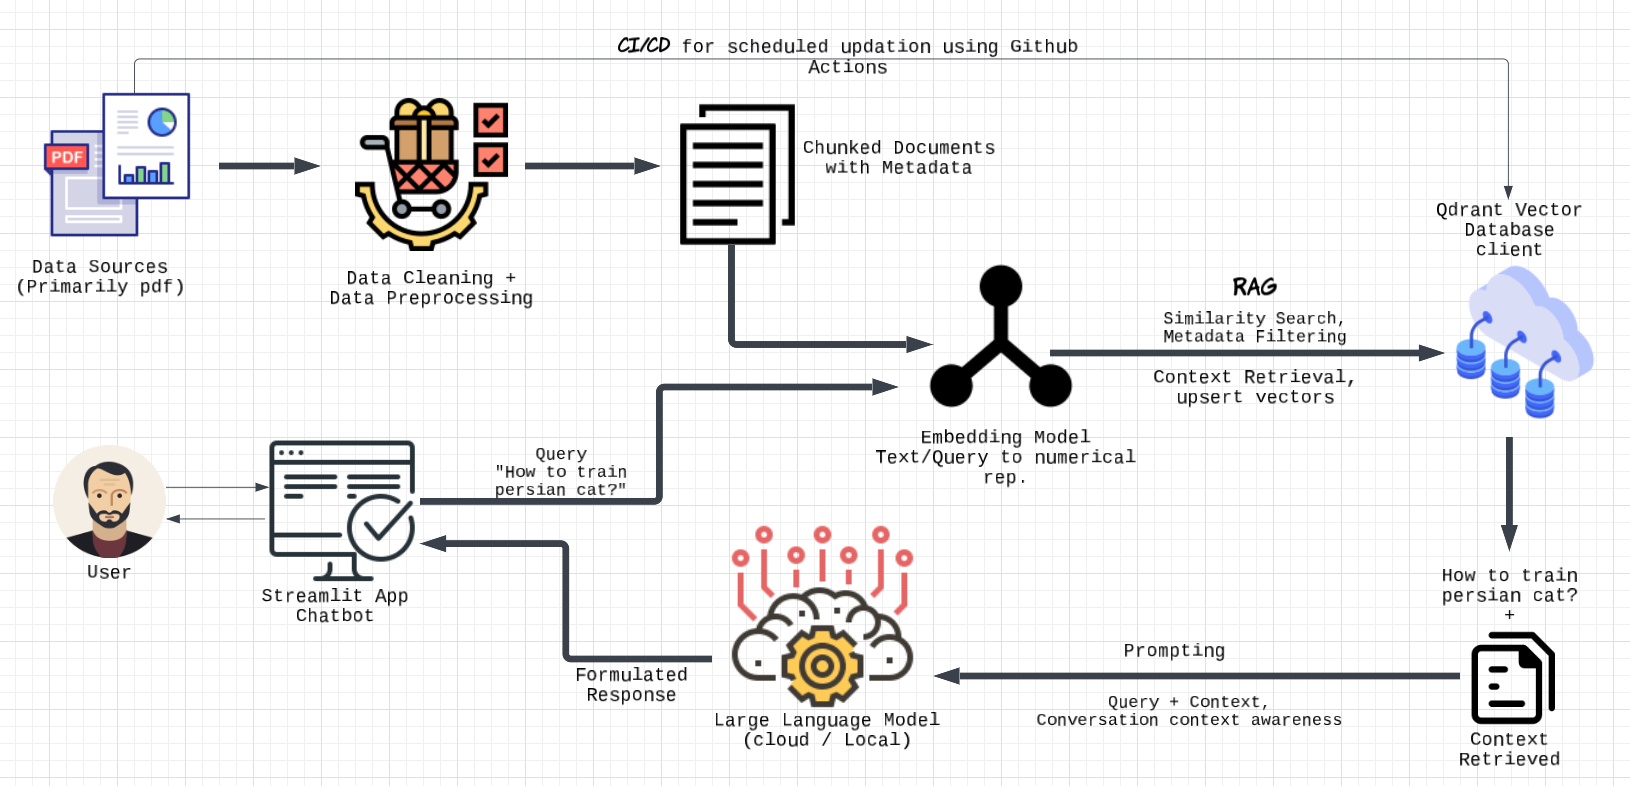 CI/CD for scheduled updation using Github
Actions
PDF
Data Sources
(Primarily pdf)
Data Cleaning +
Data Preprocessing
Chunked Documents
with Metadata
Qdrant Vector
Database
client
RAG
Similarity Search,
Metadata Filtering
Context Retrieval,
upsert vectors
Embedding Model
Text/Query to numerical
rep.
Query
"How to train
persian cat?"
User
Streamlit App
Chatbot
Formulated
Response
Large Language Model
(cloud / Local)
Prompting
Query + Context,
Conversation context awareness
How to train
persian cat?
+
Context
Retrieved